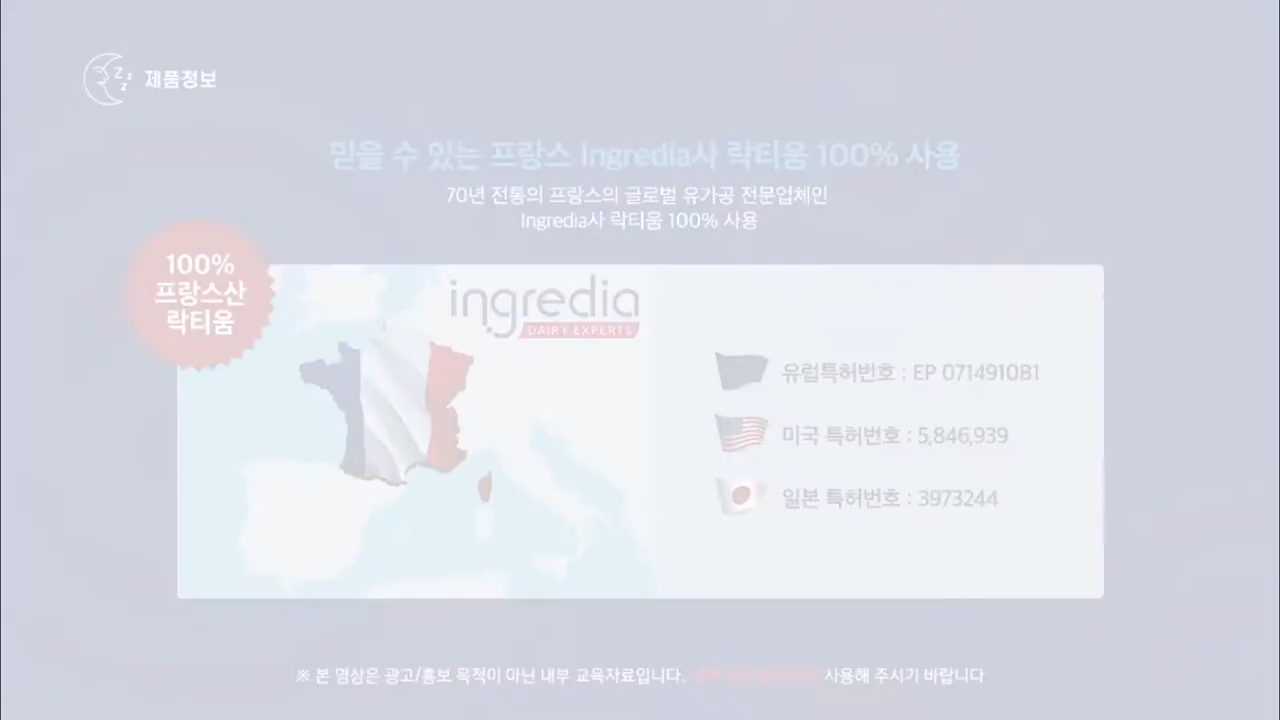 제품정보
믿을 수 있는 프랑스 Ingredia사 락티움 100% 사용
70년 전통의 프랑스의 글로벌 유가공 전문업체인
Ingredia사 락티움 100% 사용
100%
프랑스산
락티움
ingredia
DAIRY EXPERTS
유럽특허번호 : EP 0714910B1
미국 특허번호 : 5,846,939
일본 특허번호 : 3973244
※ 본 영상은 광고/홍보 목적이 아닌 내부 교육자료입니다. 사용해 주시기 바랍니다